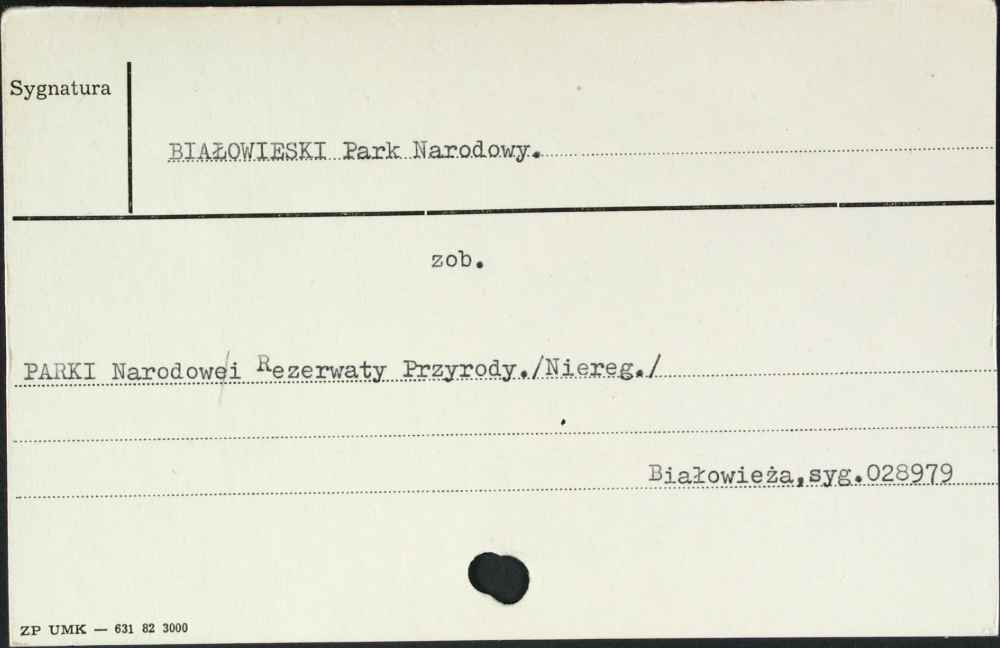 Sygnatura
BIAŁOWIESKI Park Narodowy.
zob.
PARKI Narodowe/i Rezerwaty Przyrody./Niereg./
Białowieża,syg.028979
ZP UMK — 631 82 3000